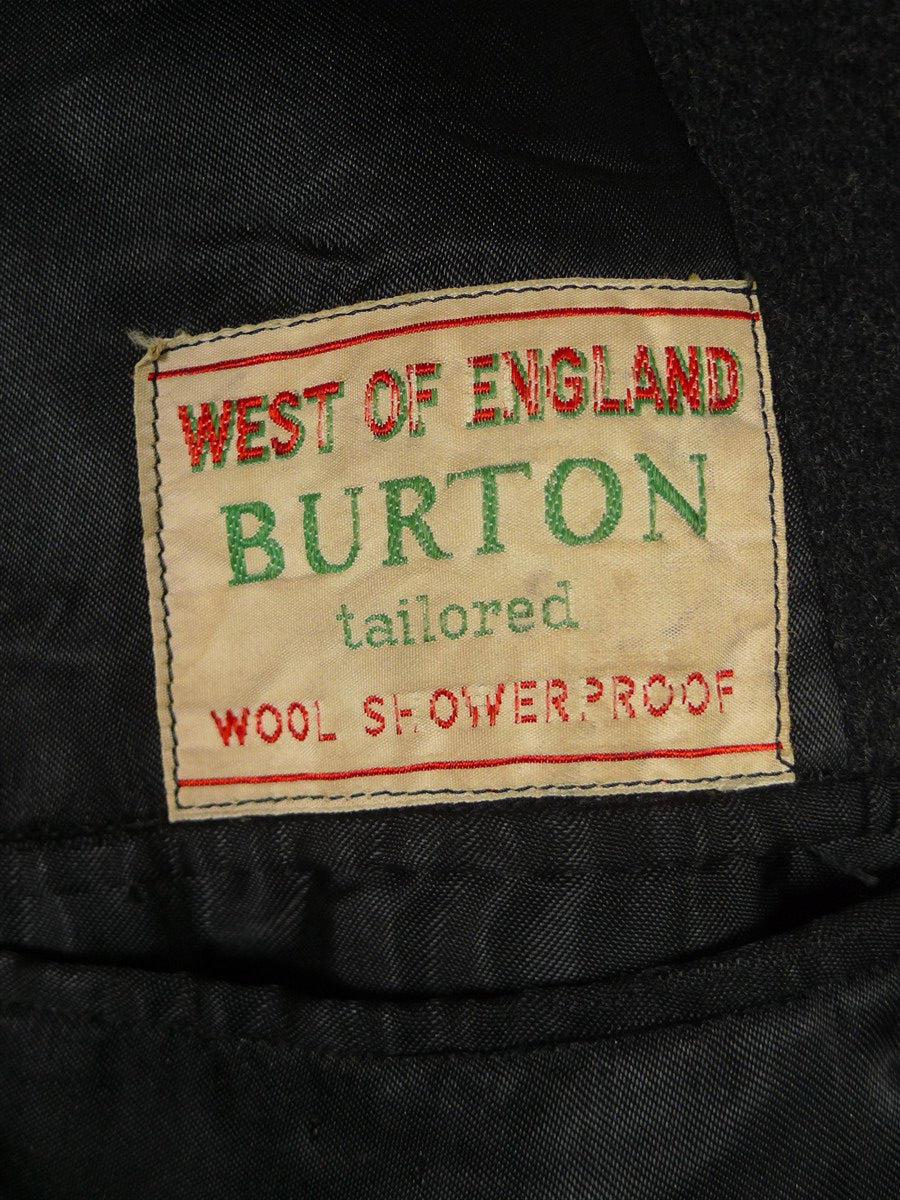 WEST OF ENGLAND
BURTON
tailored
WOOL SHOWERPROOF